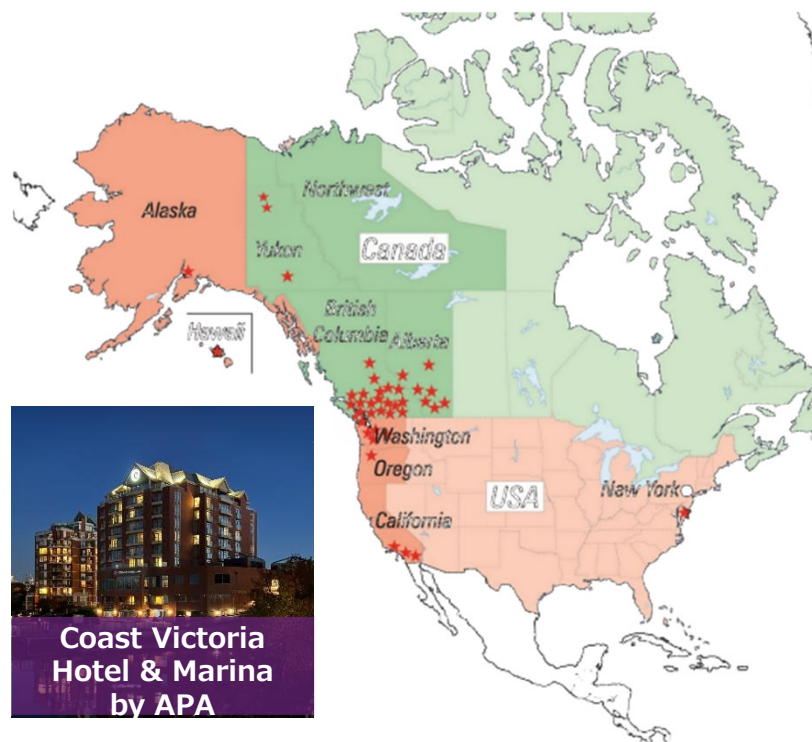 Northwest
Alaska
Yukon
Canada
British
Columbia
Alberta
Hawaii
Washington
Oregon
USA
Naw York
California
Coast Victoria
Hotel & Marina
by APA